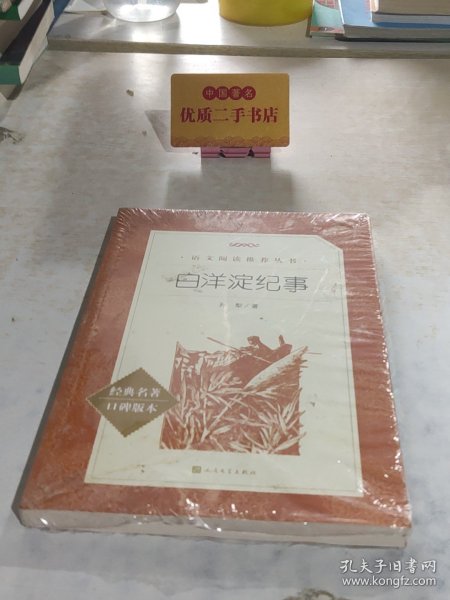 中国著名
优质二手书店
·语文阅读推荐丛书·
白洋淀纪事
孙犁／著
经典名著
口碑版本
人民文学出版社
孔夫子旧书网
www.kongfz.com